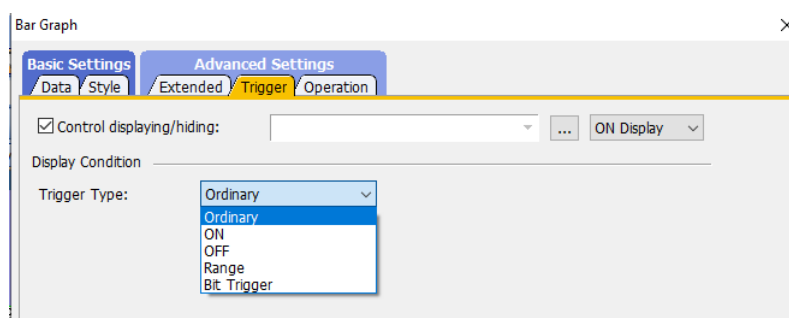 Bar Graph
Basic Settings Advanced Settings
Data Style Extended Trigger Operation
Control displaying/hiding: ... ON Display
Display Condition
Trigger Type: Ordinary
Ordinary
ON
OFF
Range
Bit Trigger